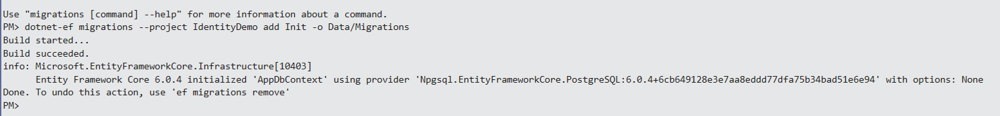 Use "migrations [command] --help" for more information about a command.
PM> dotnet-ef migrations --project IdentityDemo add Init -o Data/Migrations
Build started...
Build succeeded.
info: Microsoft.EntityFrameworkCore.Infrastructure[10403]
      Entity Framework Core 6.0.4 initialized 'AppDbContext' using provider 'Npgsql.EntityFrameworkCore.PostgreSQL:6.0.4+6cb649128e3e7aa8eddd77dfa75b34bad51e6e94' with options: None
Done. To undo this action, use 'ef migrations remove'
PM>